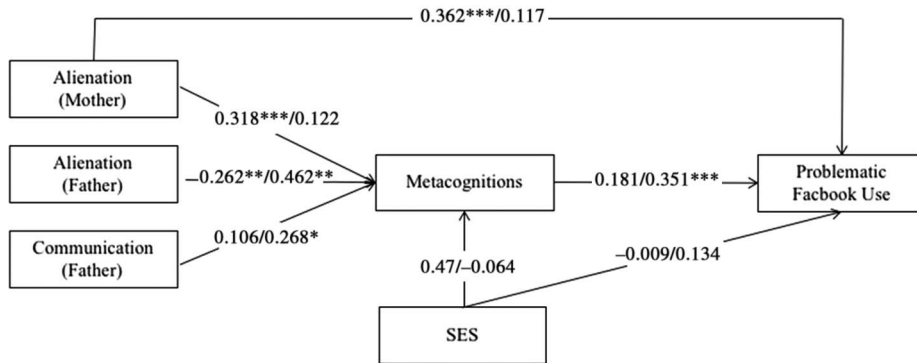 0.362***/0.117
Alienation
(Mother)
0.318***/0.122
Alienation
(Father)
–0.262**/0.462**
Metacognitions
0.181/0.351***
Problematic
Facbook Use
Communication
(Father)
0.106/0.268*
0.47/–0.064
–0.009/0.134
SES